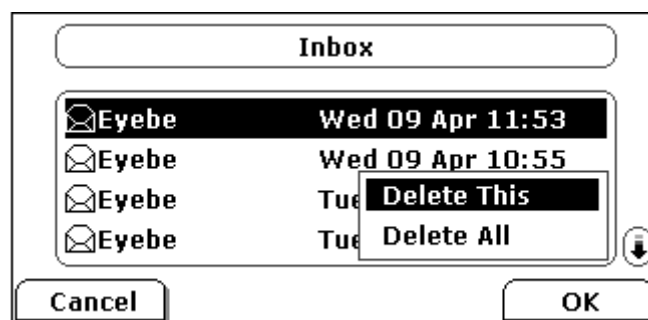 Inbox
Eyebe Wed 09 Apr 11:53
Eyebe Wed 09 Apr 10:55
Eyebe Tue
Delete This
Eyebe Tue
Delete All
Cancel OK